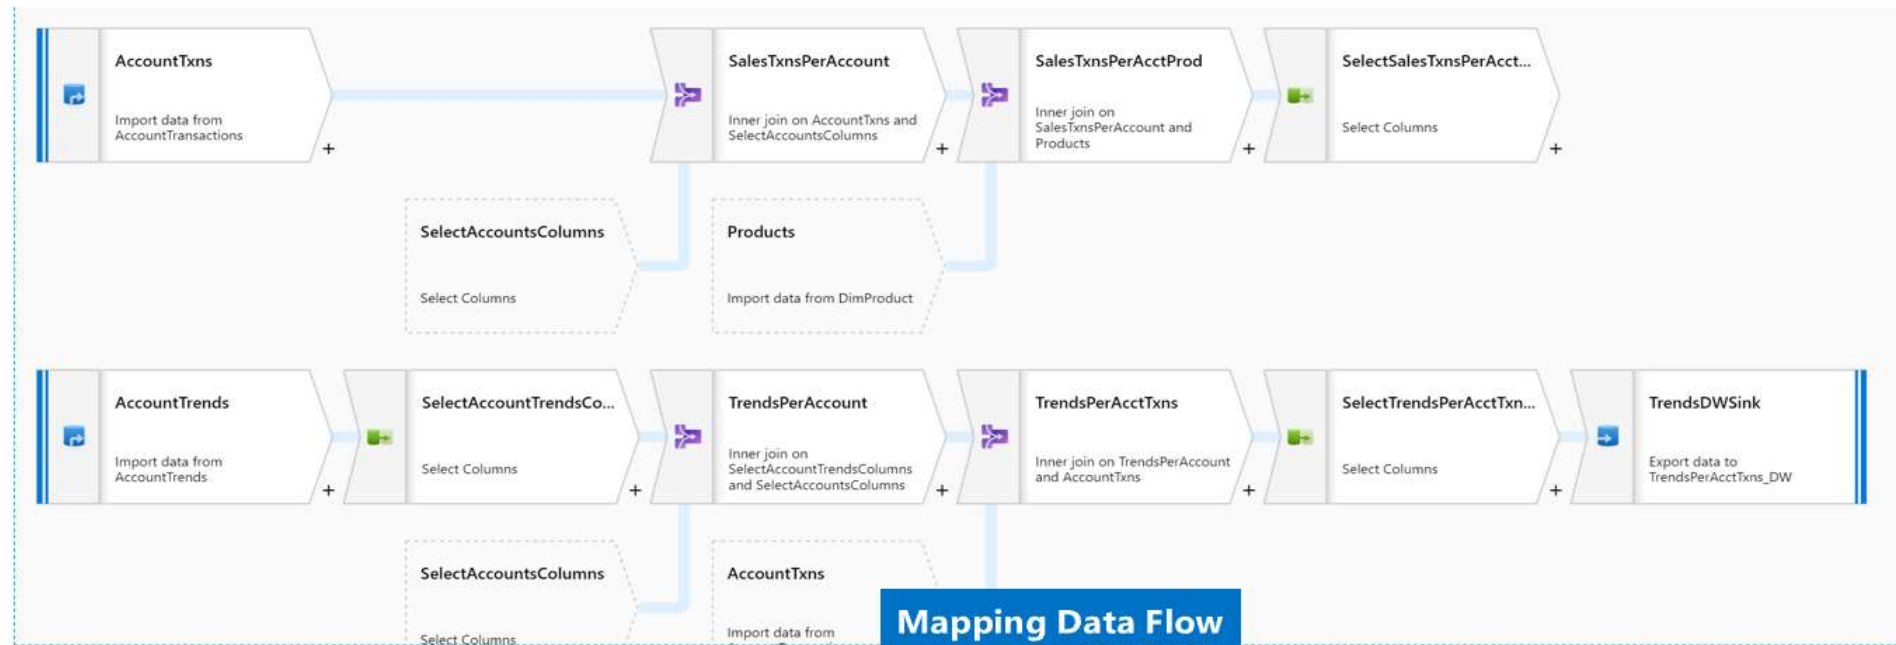 AccountTxns
Import data from
AccountTransactions
+
SalesTxnsPerAccount
Inner join on AccountTxns and
SelectAccountsColumns
+
SalesTxnsPerAcctProd
Inner join on
SalesTxnsPerAccount and
Products
+
SelectSalesTxnsPerAcct...
Select Columns
+
SelectAccountsColumns
Select Columns
Products
Import data from DimProduct
AccountTrends
Import data from
AccountTrends
+
SelectAccountTrendsCo...
Select Columns
+
TrendsPerAccount
Inner join on
SelectAccountTrendsColumns
and SelectAccountsColumns
+
TrendsPerAcctTxns
Inner join on TrendsPerAccount
and AccountTxns
+
SelectTrendsPerAcctTxn...
Select Columns
+
TrendsDWSink
Export data to
TrendsPerAcctTxns_DW
SelectAccountsColumns
Select Columns
AccountTxns
Import data from
Mapping Data Flow